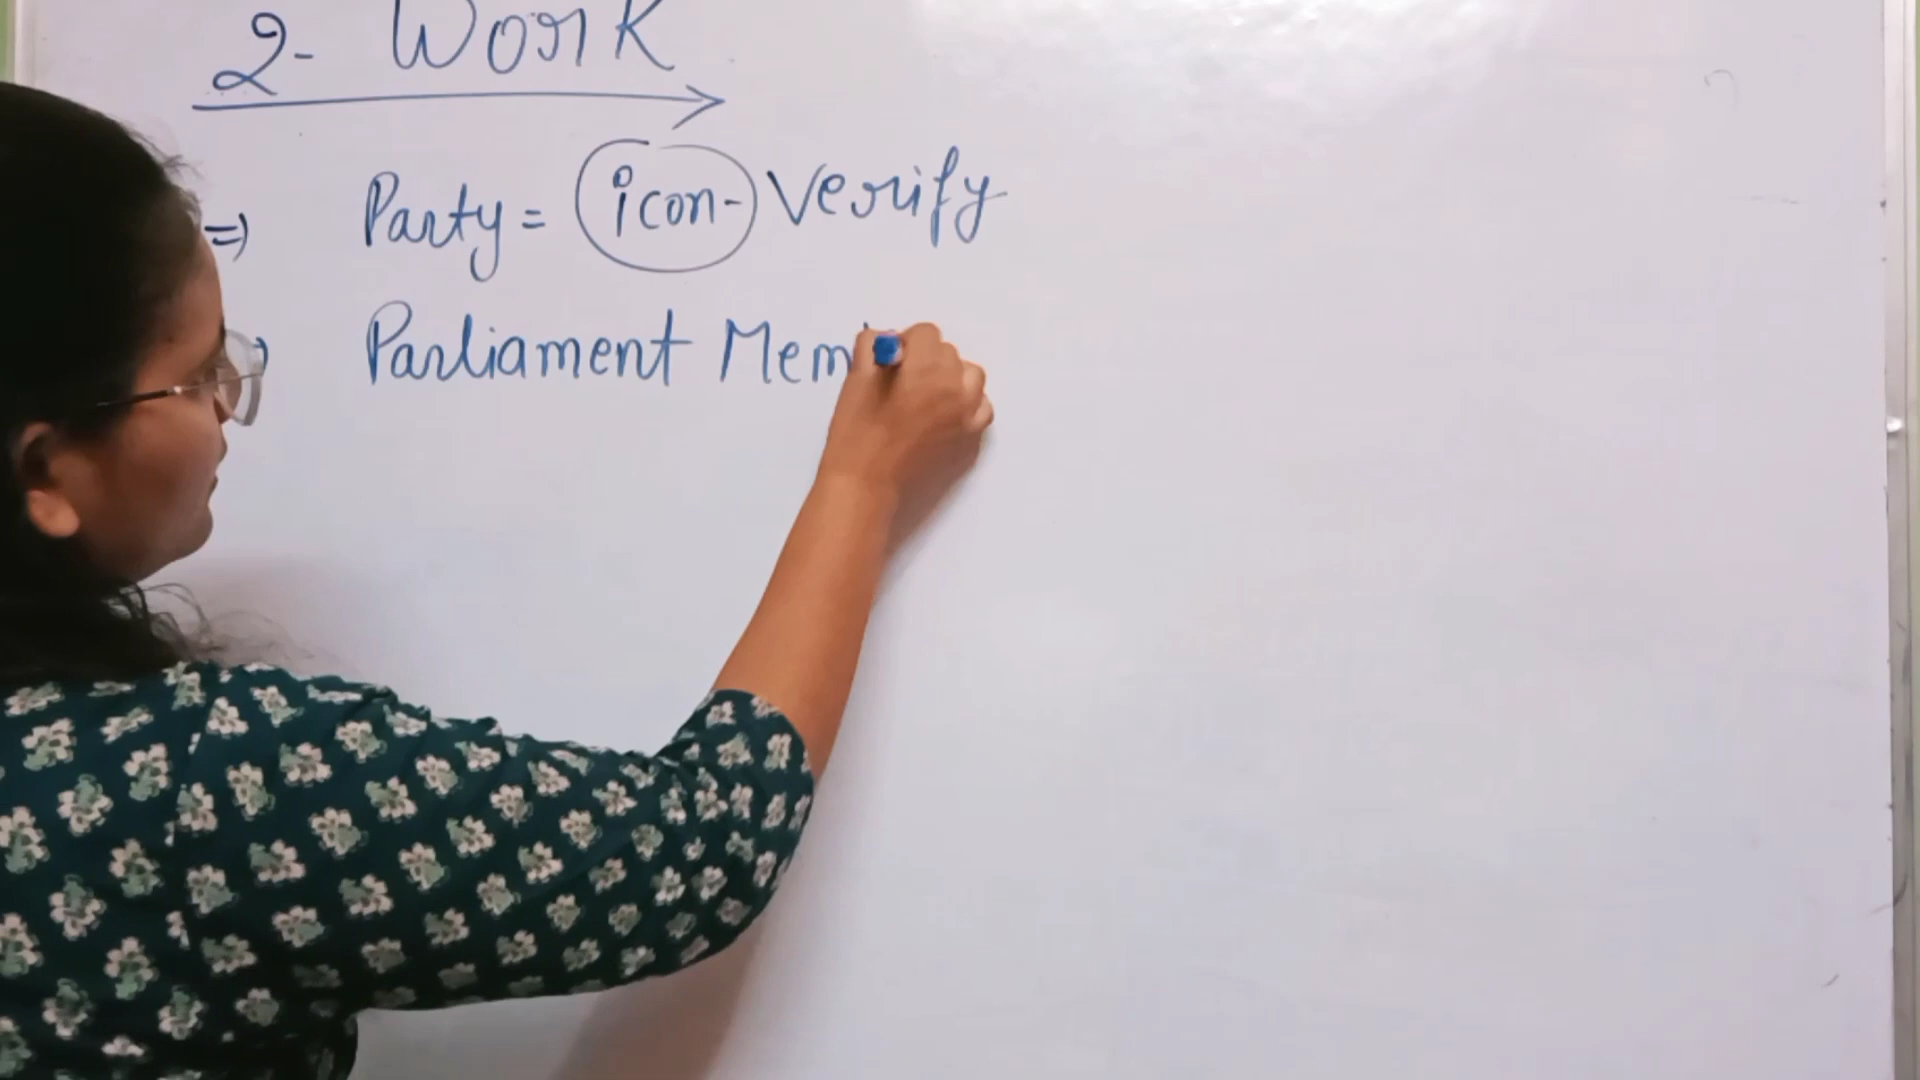 2- Work
=> Party = icon- Verify
Parliament Mem